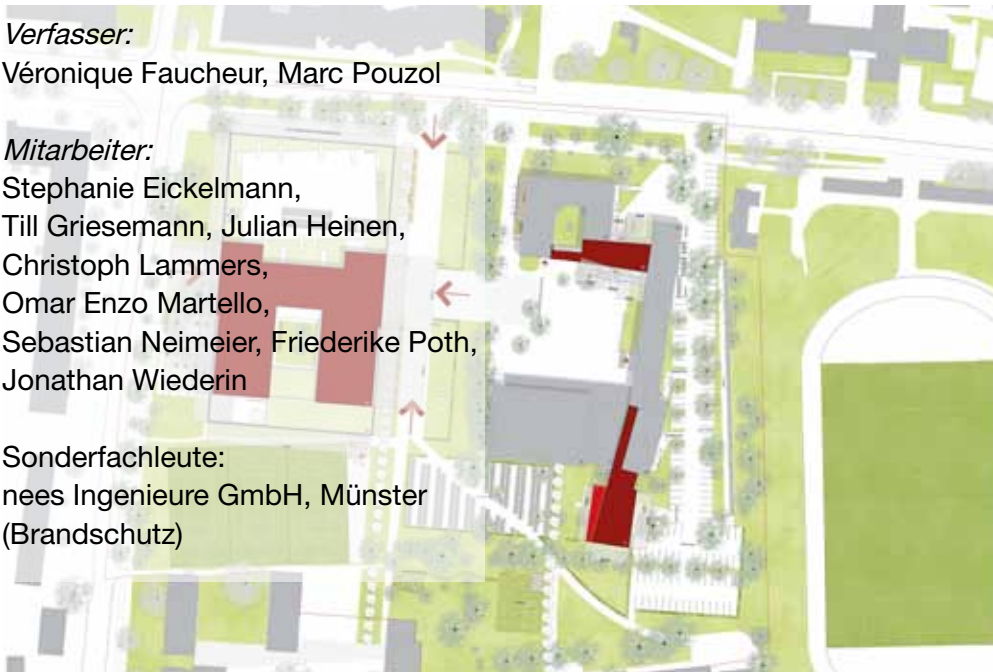 Verfasser:
Véronique Faucheur, Marc Pouzol
Mitarbeiter:
Stephanie Eickelmann,
Till Griesemann, Julian Heinen,
Christoph Lammers,
Omar Enzo Martello,
Sebastian Neimeier, Friederike Poth,
Jonathan Wiederin
Sonderfachleute:
nees Ingenieure GmbH, Münster
(Brandschutz)